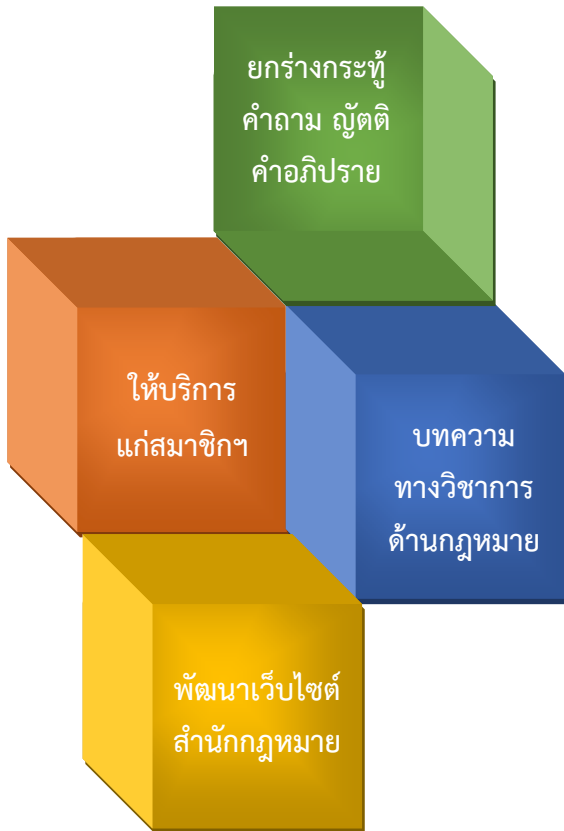 ยกร่างกระทู้
คำถาม ญัตติ
คำอภิปราย
ให้บริการ
แก่สมาชิกฯ
บทความ
ทางวิชาการ
ด้านกฎหมาย
พัฒนาเว็บไซต์
สำนักกฎหมาย